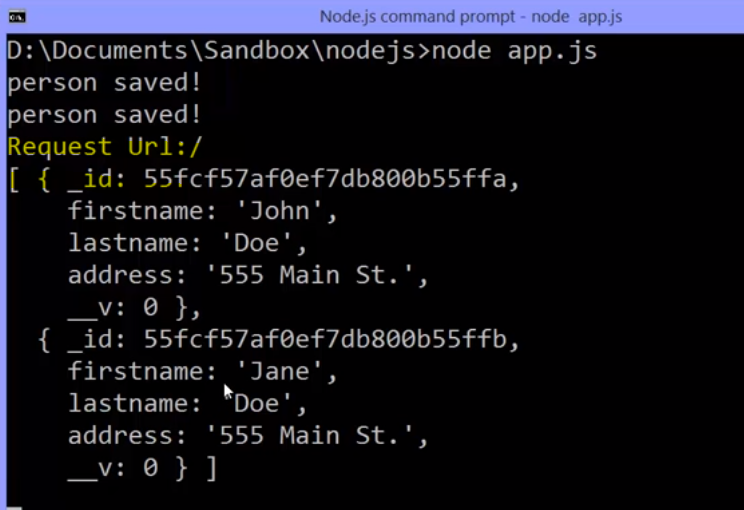 Node.js command prompt - node  app.js
D:\Documents\Sandbox\nodejs>node app.js
person saved!
person saved!
Request Url:/
[ { _id: 55fcf57af0ef7db800b55ffa,
    firstname: 'John',
    lastname: 'Doe',
    address: '555 Main St.',
    __v: 0 },
  { _id: 55fcf57af0ef7db800b55ffb,
    firstname: 'Jane',
    lastname: 'Doe',
    address: '555 Main St.',
    __v: 0 } ]